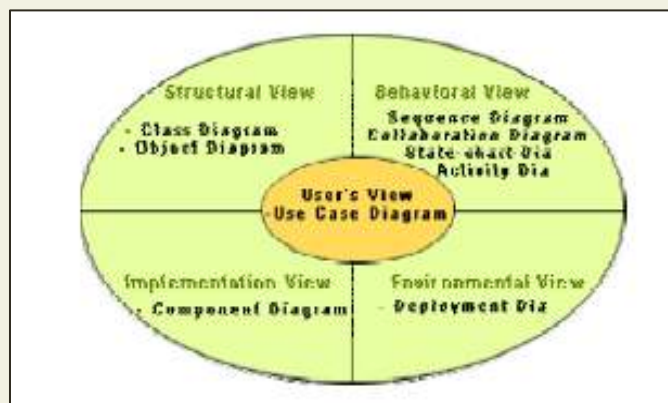 Structural View
- Class Diagram
- Object Diagram
Behavioral View
Sequence Diagram
Collaboration Diagram
State-chart Dia
Activity Dia
User's View
-Use Case Diagram
Implementation View
- Component Diagram
Environmental View
- Deployment Dia